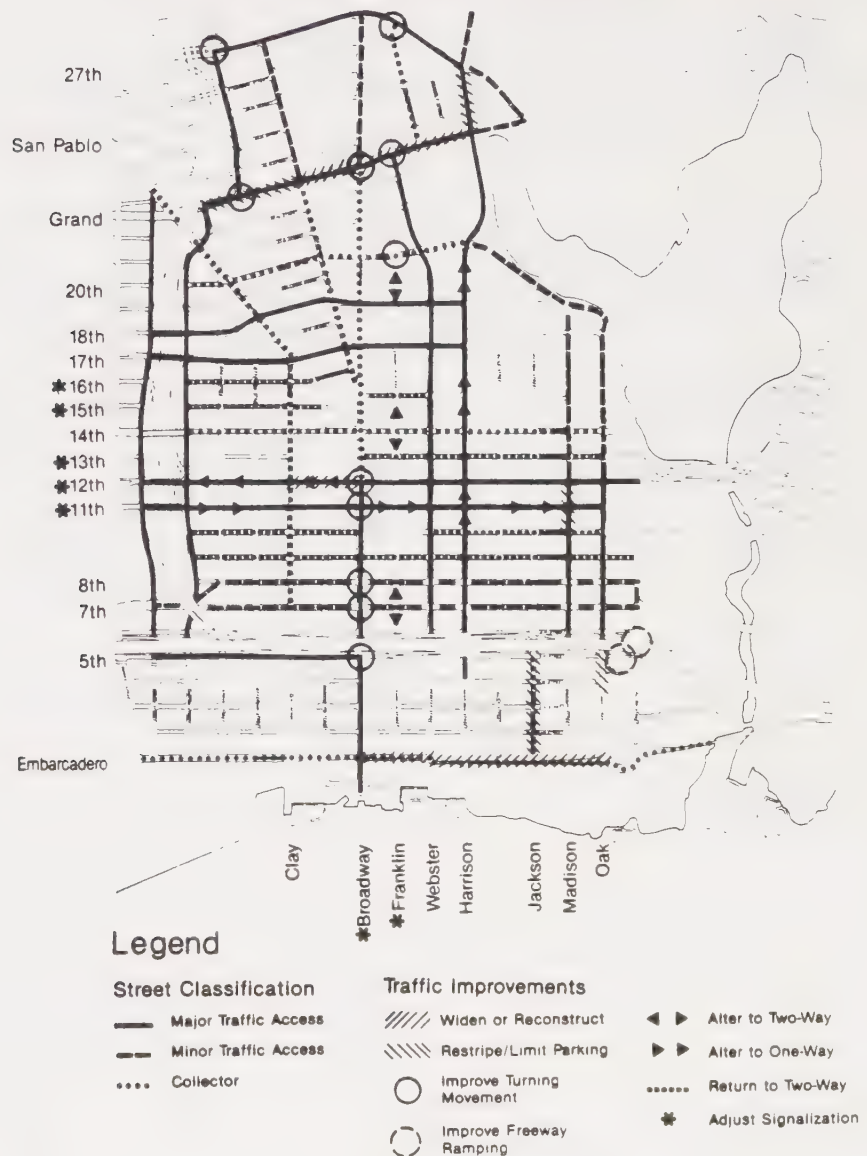 27th
San Pablo
Grand
20th
18th
17th
*16th
*15th
14th
*13th
*12th
*11th
8th
7th
5th
Embarcadero
Clay
*Broadway
*Franklin
Webster
Harrison
Jackson
Madison
Oak
Legend
Street Classification
Major Traffic Access
Minor Traffic Access
Collector
Traffic Improvements
Widen or Reconstruct
Restripe/Limit Parking
Improve Turning
Movement
Improve Freeway
Ramping
Alter to Two-Way
Alter to One-Way
Return to Two-Way
* Adjust Signalization